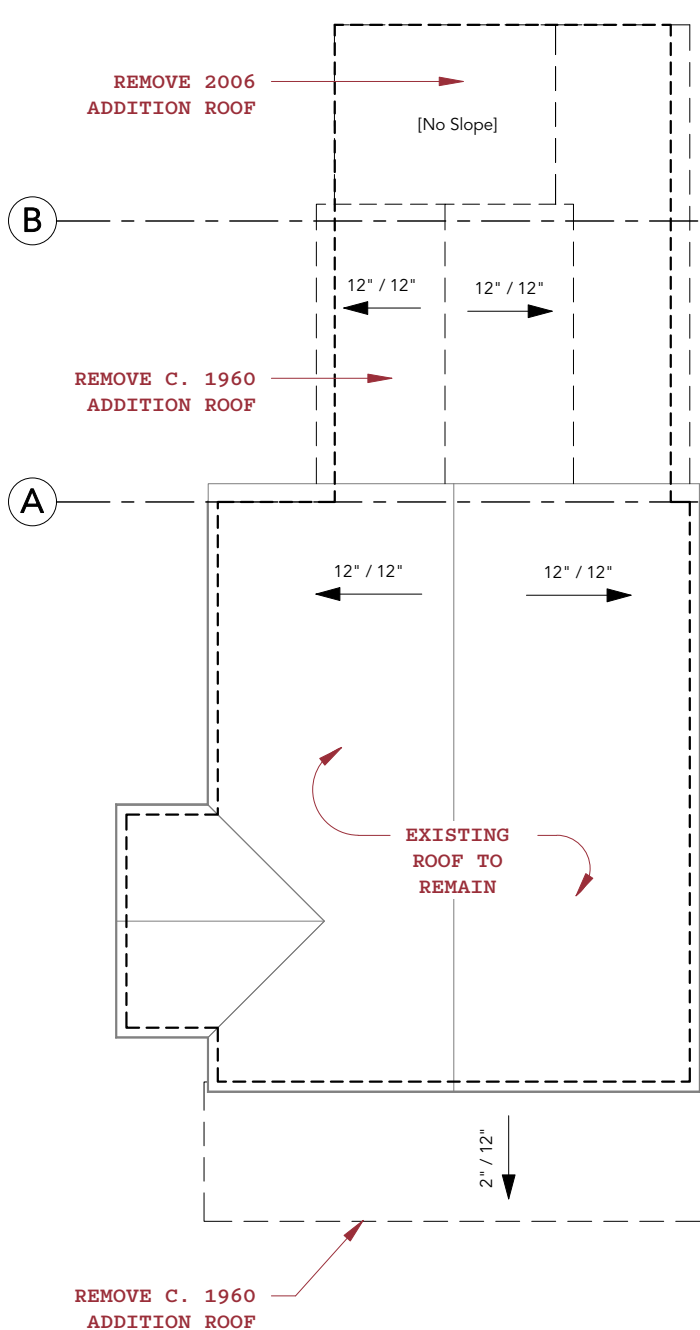 REMOVE 2006
ADDITION ROOF
[No Slope]
B
12" / 12"
12" / 12"
REMOVE C. 1960
ADDITION ROOF
A
12" / 12"
12" / 12"
EXISTING
ROOF TO
REMAIN
2" / 12"
REMOVE C. 1960
ADDITION ROOF